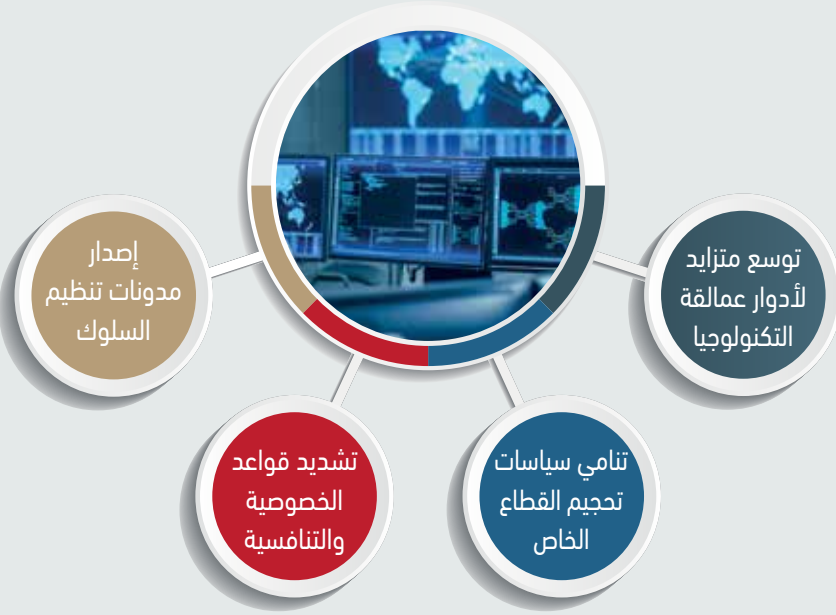 توسع متزايد
لأدوار عمالقة
التكنولوجيا
تنامي سياسات
تحجيم القطاع
الخاص
تشديد قواعد
الخصوصية
والتنافسية
إصدار
مدونات تنظيم
السلوك